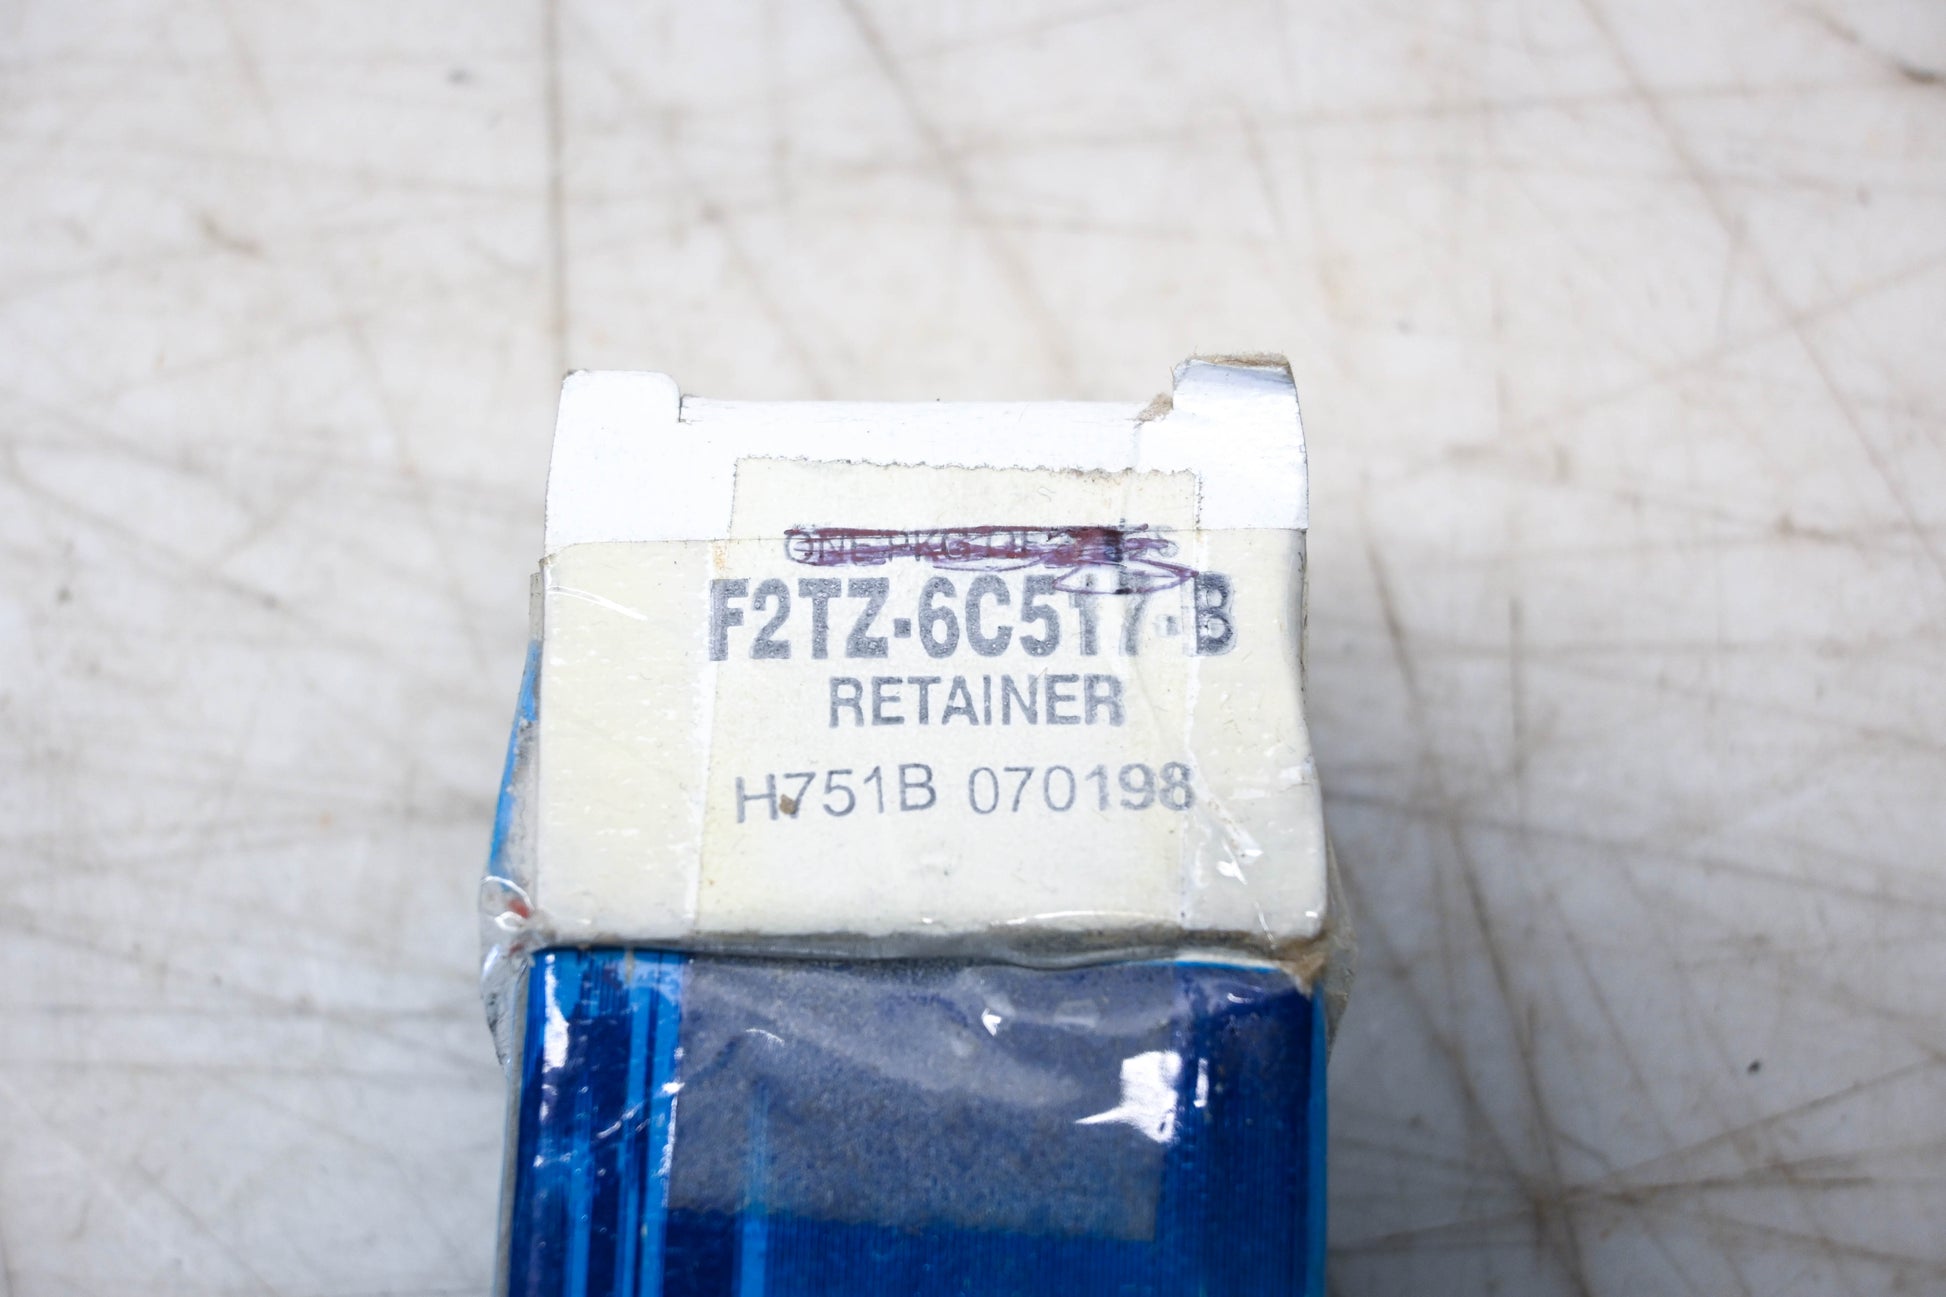 ONE PKG OF
F2TZ-6C517-B
RETAINER
H751B 070198